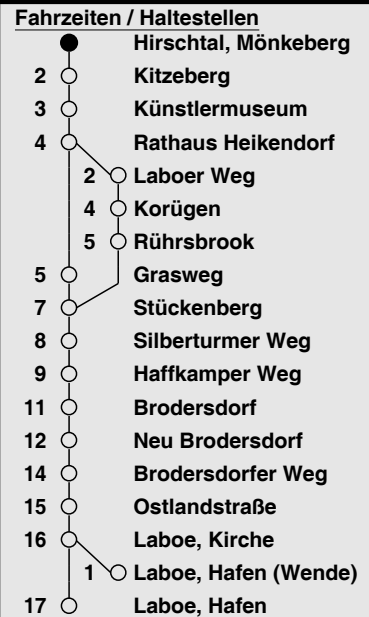 Fahrzeiten / Haltestellen
Hirschtal, Mönkeberg
2 Kitzeberg
3 Künstlermuseum
4 Rathaus Heikendorf
2 Laboer Weg
4 Korügen
5 Rührsbrook
5 Grasweg
7 Stückenberg
8 Silberturmer Weg
9 Haffkamper Weg
11 Brodersdorf
12 Neu Brodersdorf
14 Brodersdorfer Weg
15 Ostlandstraße
16 Laboe, Kirche
1 Laboe, Hafen (Wende)
17 Laboe, Hafen